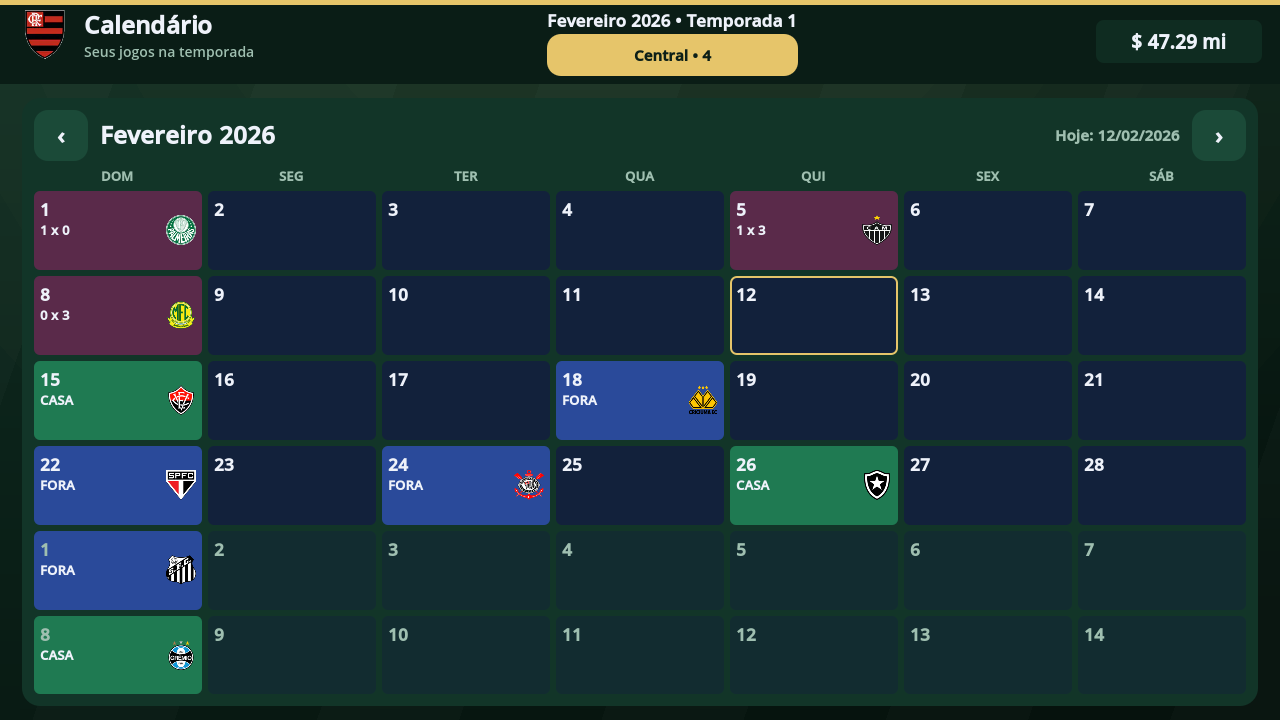 Calendário
Seus jogos na temporada
Fevereiro 2026 • Temporada 1
Central • 4
$ 47.29 mi
‹ Fevereiro 2026
Hoje: 12/02/2026 ›
DOM SEG TER QUA QUI SEX SÁB
1 2 3 4 5 6 7
1 x 0 1 x 3
8 9 10 11 12 13 14
0 x 3
15 16 17 18 19 20 21
CASA FORA
CRICIUMA EC
22 23 24 25 26 27 28
FORA SPFC FORA CASA
1 2 3 4 5 6 7
FORA
8 9 10 11 12 13 14
CASA GRÊMIO